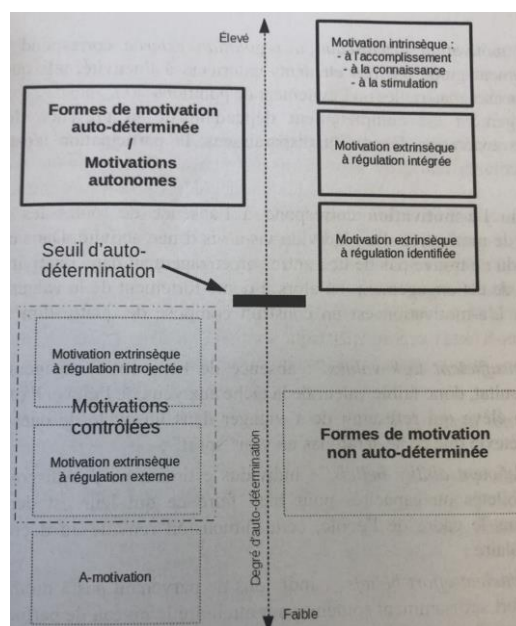 Élevé
Motivation intrinsèque :
- à l'accomplissement
- à la connaissance
- à la stimulation
Formes de motivation
auto-déterminée
/
Motivations
autonomes
Motivation extrinsèque
à régulation intégrée
Motivation extrinsèque
à régulation identifiée
Seuil d'auto-
détermination
Motivation extrinsèque
à régulation introjectée
Motivations
contrôlées
Motivation extrinsèque
à régulation externe
Formes de motivation
non auto-déterminée
Degré d'auto-détermination
A-motivation
Faible